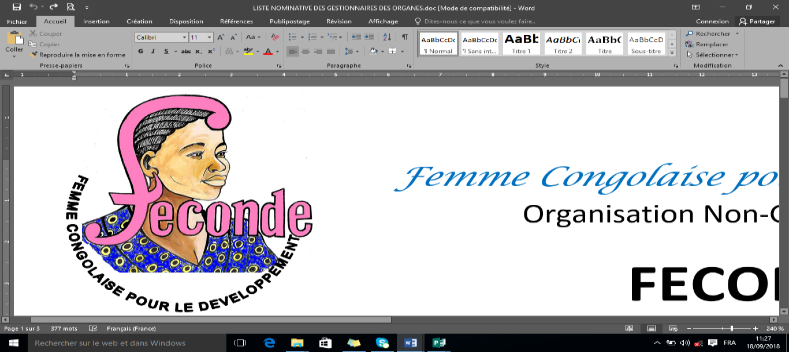 LISTE NOMINATIVE DES GESTIONNAIRES DES ORGANES.doc [Mode de compatibilité] - Word
Fichier Accueil Insertion Création Disposition Références Publipostage Révision Affichage Dites-nous ce que vous voulez faire... Connexion Partager
Coller
Couper
Copier
Reproduire la mise en forme
Presse-papiers
Calibri 11
Police
Paragraphe
AaBbCcDc AaBbCcDc AaBb AaBbCc AaBbC AaBbCcD
¶ Normal ¶ Sans int... Titre 1 Titre 2 Titre Sous-titre
Style
Rechercher
Remplacer
Sélectionner
Modification
feconde
FEMME CONGOLAISE POUR LE DEVELOPPEMENT
Femme Congolaise po
Organisation Non-G
FECON
Page 1 sur 3 377 mots Français (France) 240 %
Rechercher sur le web et dans Windows
FRA
11:27
18/09/2018